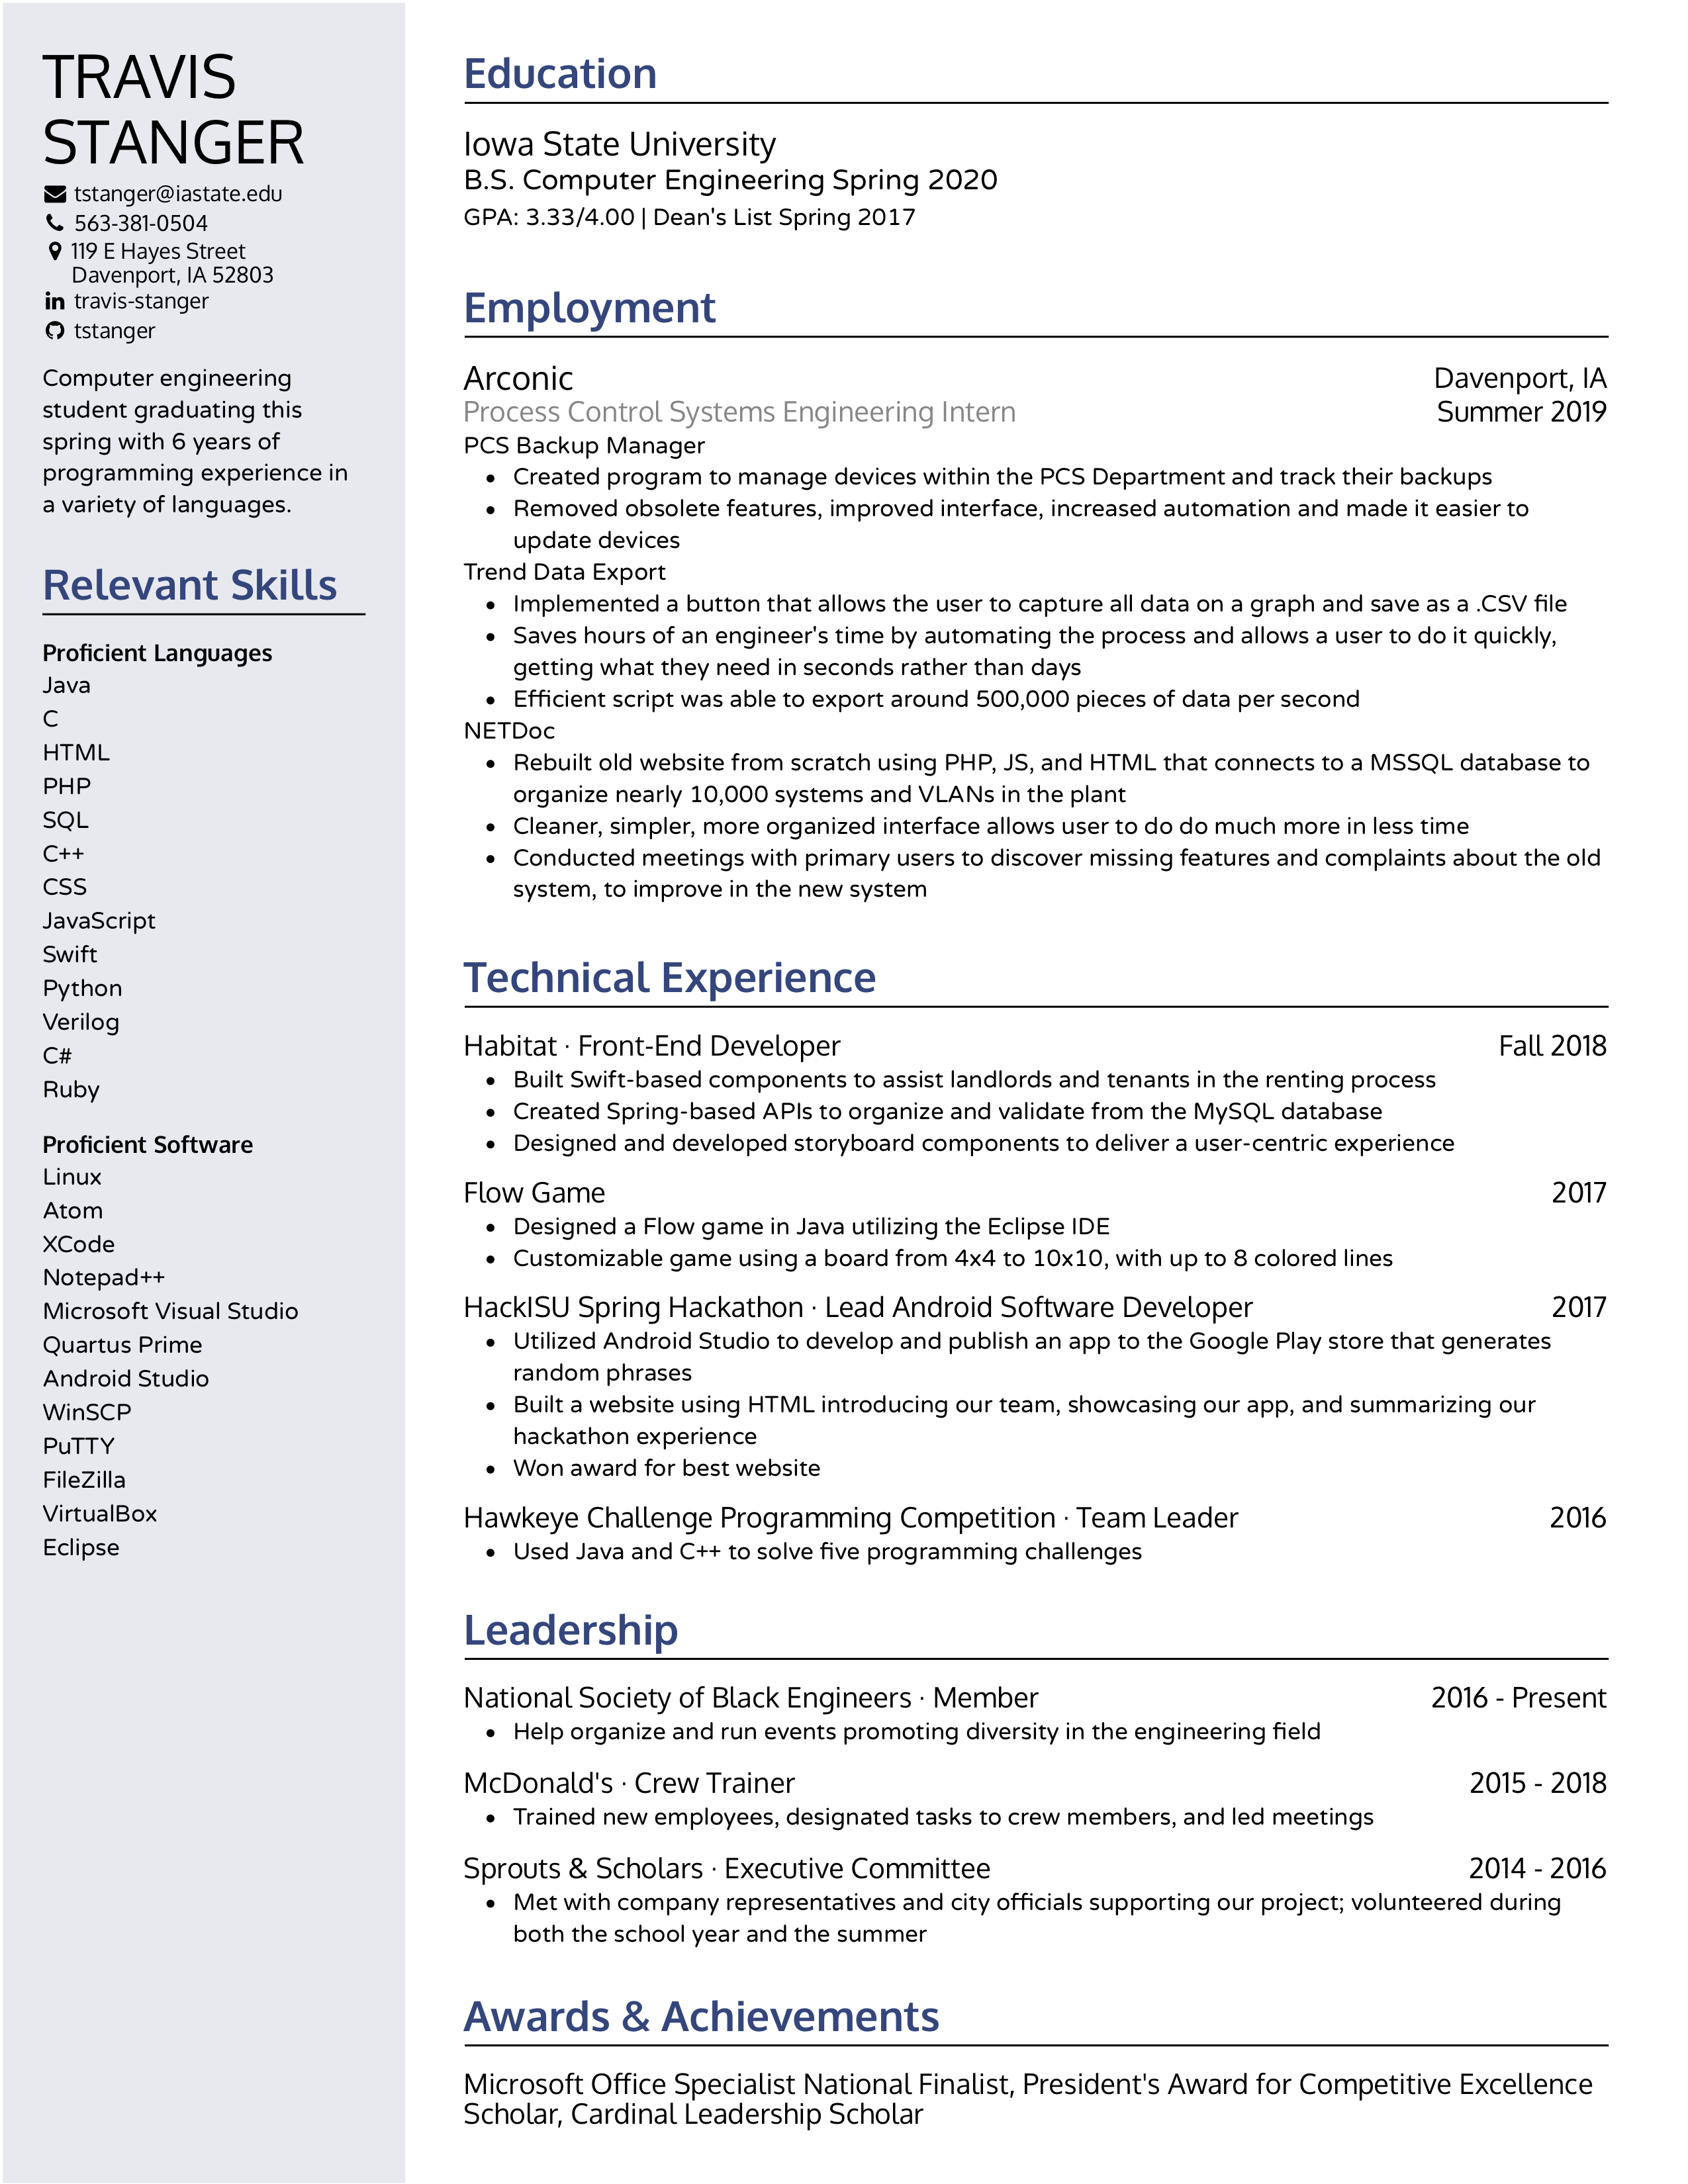 TRAVIS
STANGER
tstanger@iastate.edu
563-381-0504
119 E Hayes Street
Davenport, IA 52803
travis-stanger
tstanger
Computer engineering
student graduating this
spring with 6 years of
programming experience in
a variety of languages.
Relevant Skills
Proficient Languages
Java
C
HTML
PHP
SQL
C++
CSS
JavaScript
Swift
Python
Verilog
C#
Ruby
Proficient Software
Linux
Atom
XCode
Notepad++
Microsoft Visual Studio
Quartus Prime
Android Studio
WinSCP
PuTTY
FileZilla
VirtualBox
Eclipse
Education
Iowa State University
B.S. Computer Engineering Spring 2020
GPA: 3.33/4.00 | Dean's List Spring 2017
Employment
Arconic Davenport, IA
Process Control Systems Engineering Intern Summer 2019
PCS Backup Manager
• Created program to manage devices within the PCS Department and track their backups
• Removed obsolete features, improved interface, increased automation and made it easier to
update devices
Trend Data Export
• Implemented a button that allows the user to capture all data on a graph and save as a .CSV file
• Saves hours of an engineer's time by automating the process and allows a user to do it quickly,
getting what they need in seconds rather than days
• Efficient script was able to export around 500,000 pieces of data per second
NETDoc
• Rebuilt old website from scratch using PHP, JS, and HTML that connects to a MSSQL database to
organize nearly 10,000 systems and VLANs in the plant
• Cleaner, simpler, more organized interface allows user to do do much more in less time
• Conducted meetings with primary users to discover missing features and complaints about the old
system, to improve in the new system
Technical Experience
Habitat · Front-End Developer Fall 2018
• Built Swift-based components to assist landlords and tenants in the renting process
• Created Spring-based APIs to organize and validate from the MySQL database
• Designed and developed storyboard components to deliver a user-centric experience
Flow Game 2017
• Designed a Flow game in Java utilizing the Eclipse IDE
• Customizable game using a board from 4x4 to 10x10, with up to 8 colored lines
HackISU Spring Hackathon · Lead Android Software Developer 2017
• Utilized Android Studio to develop and publish an app to the Google Play store that generates
random phrases
• Built a website using HTML introducing our team, showcasing our app, and summarizing our
hackathon experience
• Won award for best website
Hawkeye Challenge Programming Competition · Team Leader 2016
• Used Java and C++ to solve five programming challenges
Leadership
National Society of Black Engineers · Member 2016 - Present
• Help organize and run events promoting diversity in the engineering field
McDonald's · Crew Trainer 2015 - 2018
• Trained new employees, designated tasks to crew members, and led meetings
Sprouts & Scholars · Executive Committee 2014 - 2016
• Met with company representatives and city officials supporting our project; volunteered during
both the school year and the summer
Awards & Achievements
Microsoft Office Specialist National Finalist, President's Award for Competitive Excellence
Scholar, Cardinal Leadership Scholar